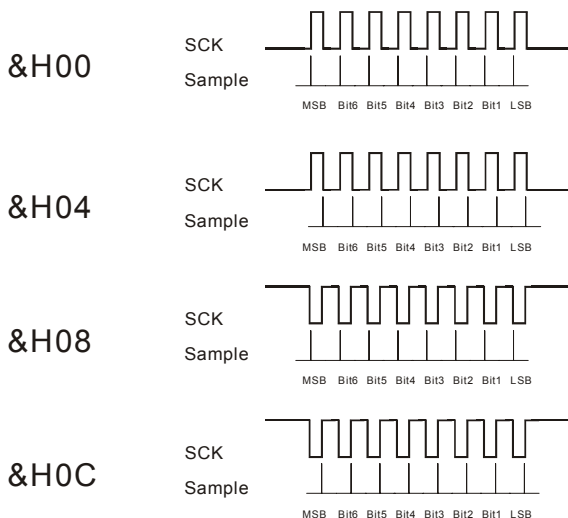 &H00
SCK
Sample
MSB Bit6 Bit5 Bit4 Bit3 Bit2 Bit1 LSB
&H04
SCK
Sample
MSB Bit6 Bit5 Bit4 Bit3 Bit2 Bit1 LSB
&H08
SCK
Sample
MSB Bit6 Bit5 Bit4 Bit3 Bit2 Bit1 LSB
&H0C
SCK
Sample
MSB Bit6 Bit5 Bit4 Bit3 Bit2 Bit1 LSB